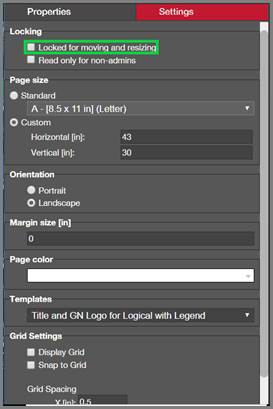 Properties
Settings
Locking
Locked for moving and resizing
Read only for non-admins
Page size
Standard
A - [8.5 x 11 in] (Letter)
Custom
Horizontal [in]:
43
Vertical [in]:
30
Orientation
Portrait
Landscape
Margin size [in]
0
Page color
Templates
Title and GN Logo for Logical with Legend
Grid Settings
Display Grid
Snap to Grid
Grid Spacing
X [in]: 0.5